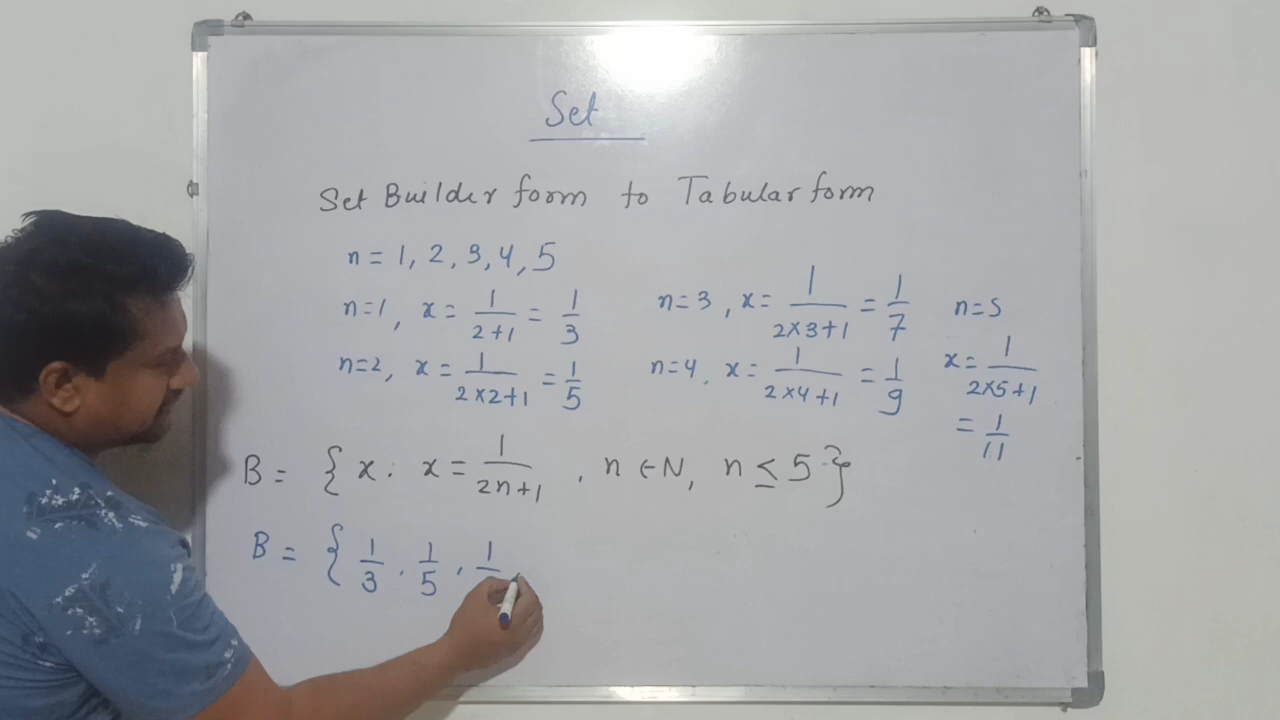 Set
Set Builder form to Tabular form
n = 1, 2, 3, 4, 5
n=1, x = 1/(2+1) = 1/3
n=2, x = 1/(2×2+1) = 1/5
n=3, x = 1/(2×3+1) = 1/7
n=4, x = 1/(2×4+1) = 1/9
n=5
x = 1/(2×5+1)
= 1/11
B = { x : x = 1/(2n+1), n ∈ N, n ≤ 5 }
B = { 1/3, 1/5, 1/